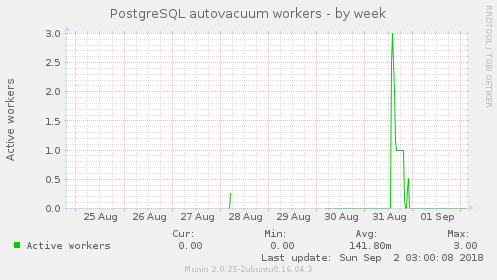 PostgreSQL autovacuum workers - by week
RRDTOOL / TOBI OETIKER
Active workers
3.0
2.5
2.0
1.5
1.0
0.5
0.0
25 Aug 26 Aug 27 Aug 28 Aug 29 Aug 30 Aug 31 Aug 01 Sep
Cur: Min: Avg: Max:
Active workers 0.00 0.00 141.80m 3.00
Last update: Sun Sep 2 03:00:08 2018
Munin 2.0.25-2ubuntu0.16.04.3